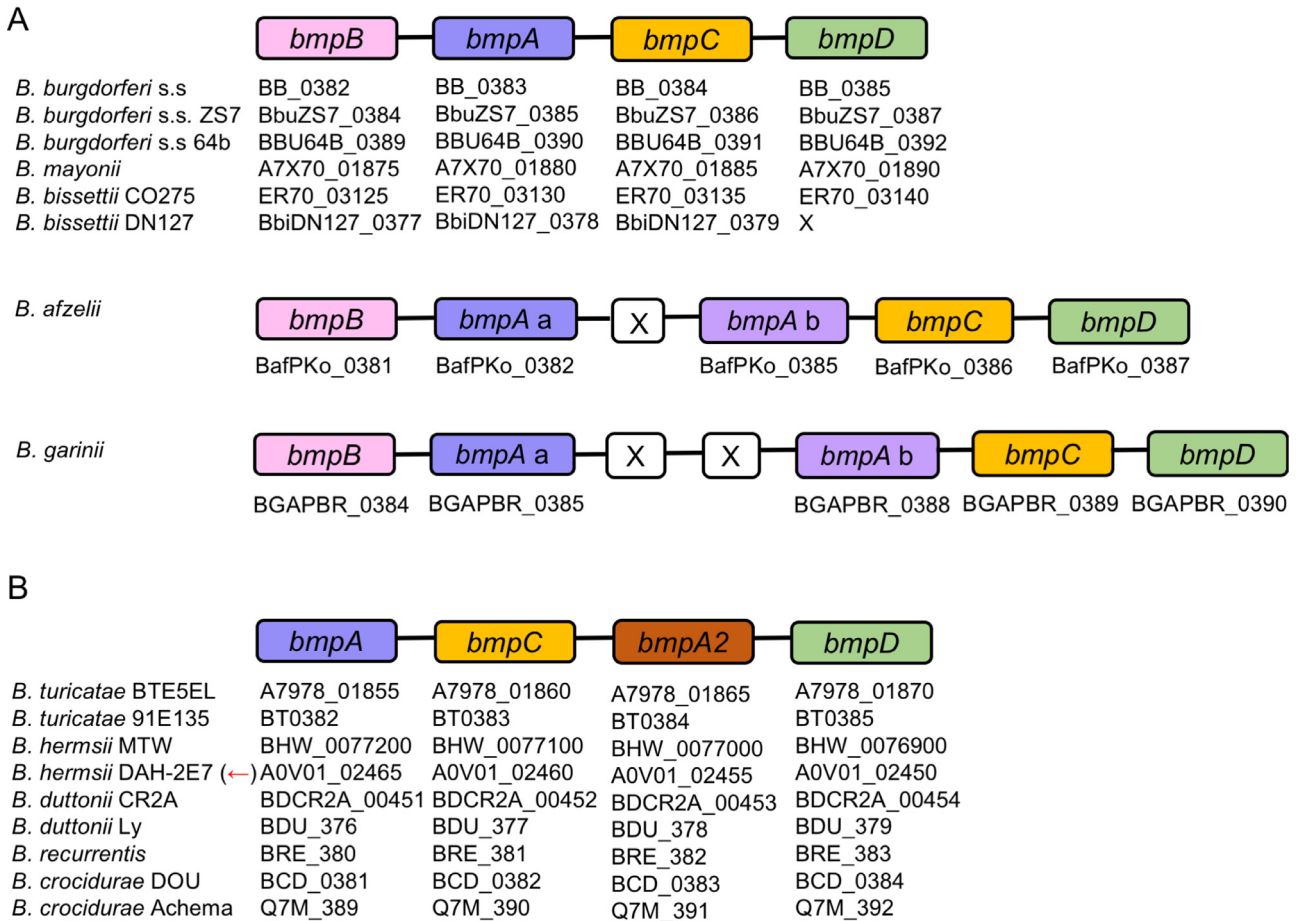 A
bmpB bmpA bmpC bmpD
B. burgdorferi s.s BB_0382 BB_0383 BB_0384 BB_0385
B. burgdorferi s.s. ZS7 BbuZS7_0384 BbuZS7_0385 BbuZS7_0386 BbuZS7_0387
B. burgdorferi s.s 64b BBU64B_0389 BBU64B_0390 BBU64B_0391 BBU64B_0392
B. mayonii A7X70_01875 A7X70_01880 A7X70_01885 A7X70_01890
B. bissettii CO275 ER70_03125 ER70_03130 ER70_03135 ER70_03140
B. bissettii DN127 BbiDN127_0377 BbiDN127_0378 BbiDN127_0379 X
B. afzelii bmpB bmpA a X bmpA b bmpC bmpD
BafPKo_0381 BafPKo_0382 BafPKo_0385 BafPKo_0386 BafPKo_0387
B. garinii bmpB bmpA a X X bmpA b bmpC bmpD
BGAPBR_0384 BGAPBR_0385 BGAPBR_0388 BGAPBR_0389 BGAPBR_0390
B
bmpA bmpC bmpA2 bmpD
B. turicatae BTE5EL A7978_01855 A7978_01860 A7978_01865 A7978_01870
B. turicatae 91E135 BT0382 BT0383 BT0384 BT0385
B. hermsii MTW BHW_0077200 BHW_0077100 BHW_0077000 BHW_0076900
B. hermsii DAH-2E7 (←) A0V01_02465 A0V01_02460 A0V01_02455 A0V01_02450
B. duttonii CR2A BDCR2A_00451 BDCR2A_00452 BDCR2A_00453 BDCR2A_00454
B. duttonii Ly BDU_376 BDU_377 BDU_378 BDU_379
B. recurrentis BRE_380 BRE_381 BRE_382 BRE_383
B. crocidurae DOU BCD_0381 BCD_0382 BCD_0383 BCD_0384
B. crocidurae Achema Q7M_389 Q7M_390 Q7M_391 Q7M_392